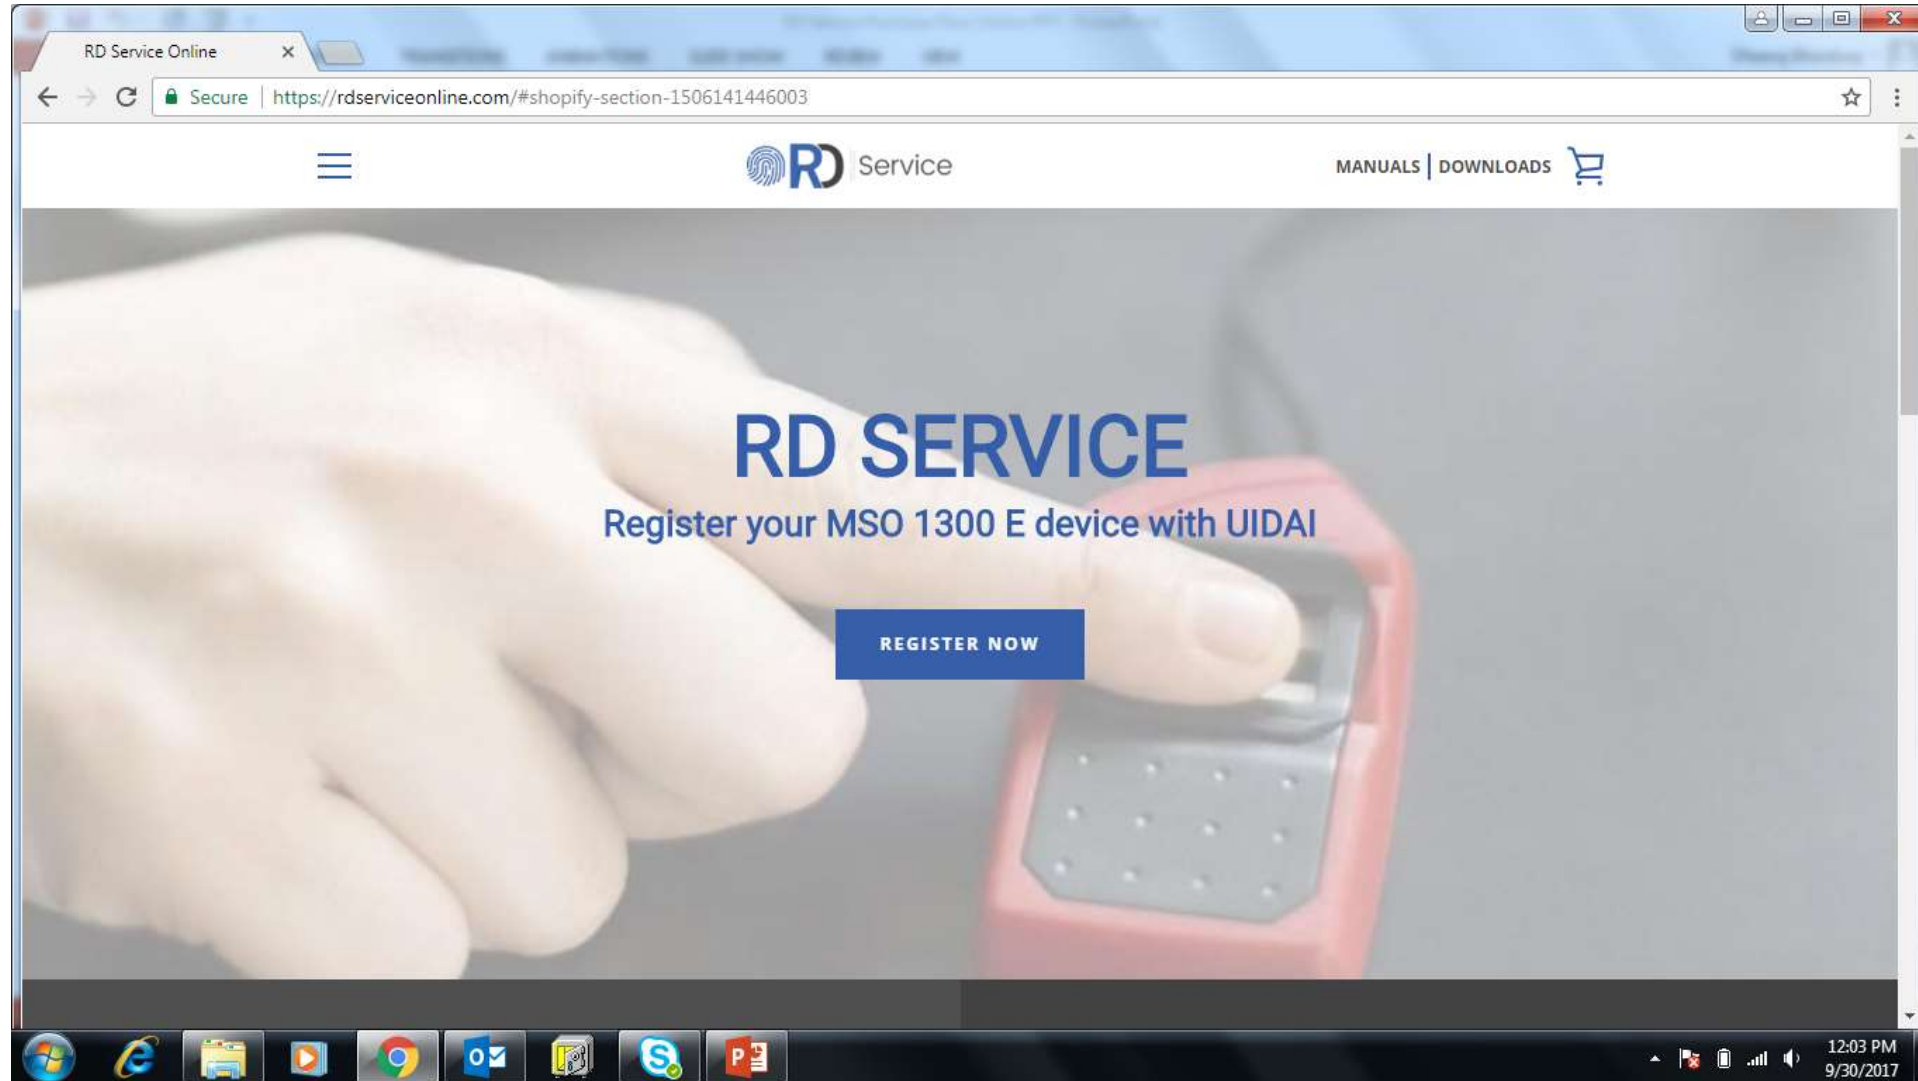 RD Service Online
Secure | https://rdserviceonline.com/#shopify-section-1506141446003
RD Service
MANUALS | DOWNLOADS
RD SERVICE
Register your MSO 1300 E device with UIDAI
REGISTER NOW
12:03 PM
9/30/2017